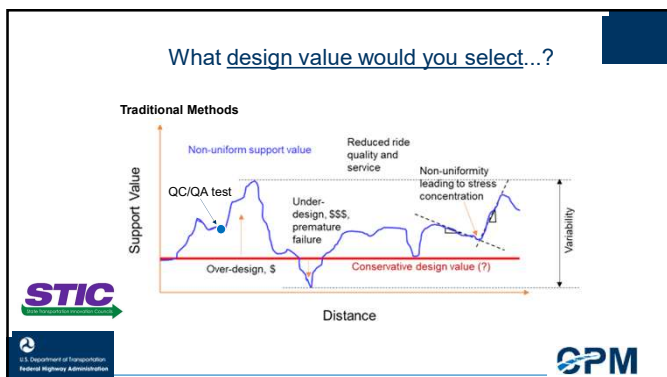 What design value would you select...?
Traditional Methods
Non-uniform support value
Reduced ride
quality and
service
Non-uniformity
leading to stress
concentration
QC/QA test
Under-
design, $$$,
premature
failure
Support Value
Variability
Over-design, $
Conservative design value (?)
Distance
STIC
State Transportation Innovation Councils
U.S. Department of Transportation
Federal Highway Administration
CPM